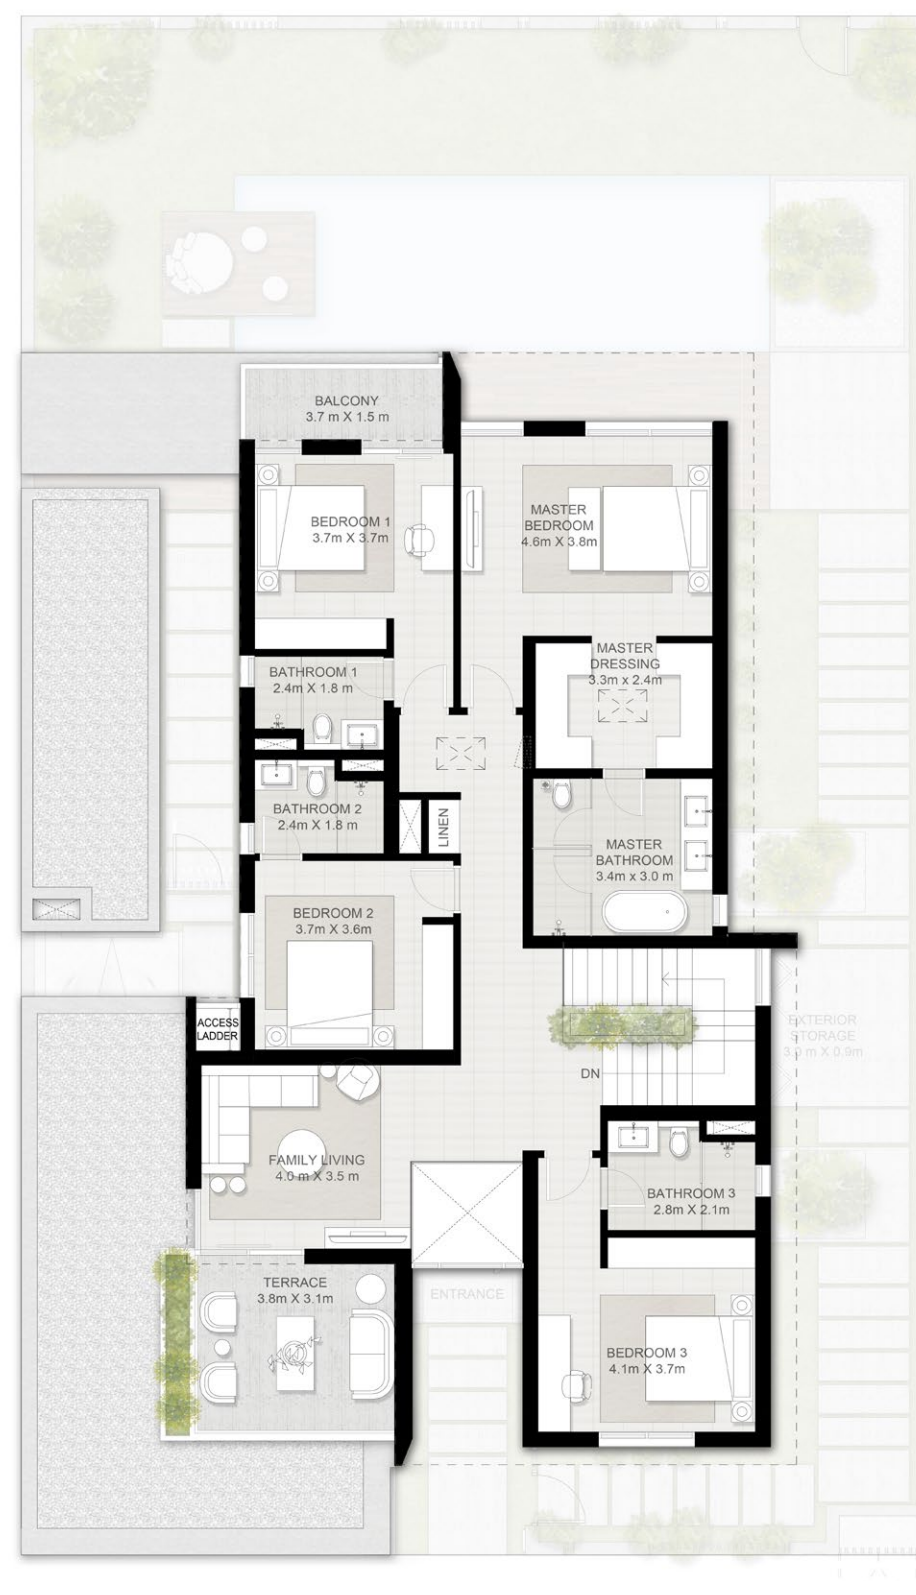 BALCONY
3.7 m X 1.5 m
BEDROOM 1
3.7m X 3.7m
MASTER
BEDROOM
4.6m X 3.8m
MASTER
DRESSING
3.3m x 2.4m
BATHROOM 1
2.4m X 1.8 m
BATHROOM 2
2.4m X 1.8 m
LINEN
MASTER
BATHROOM
3.4m x 3.0 m
BEDROOM 2
3.7m X 3.6m
ACCESS
LADDER
EXTERIOR
STORAGE
3.0 m X 0.9m
DN
FAMILY LIVING
4.0 m X 3.5 m
BATHROOM 3
2.8m X 2.1m
TERRACE
3.8m X 3.1m
ENTRANCE
BEDROOM 3
4.1m X 3.7m